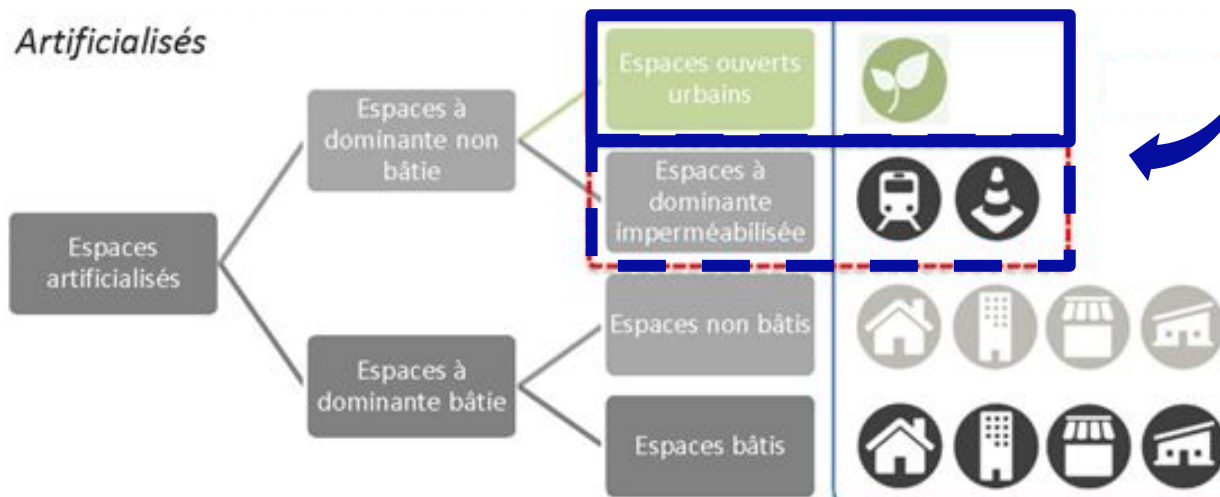 Artificialisés
Espaces ouverts
urbains
Espaces à
dominante non
bâtie
Espaces à
dominante
imperméabilisée
Espaces
artificialisés
Espaces non bâtis
Espaces à
dominante bâtie
Espaces bâtis